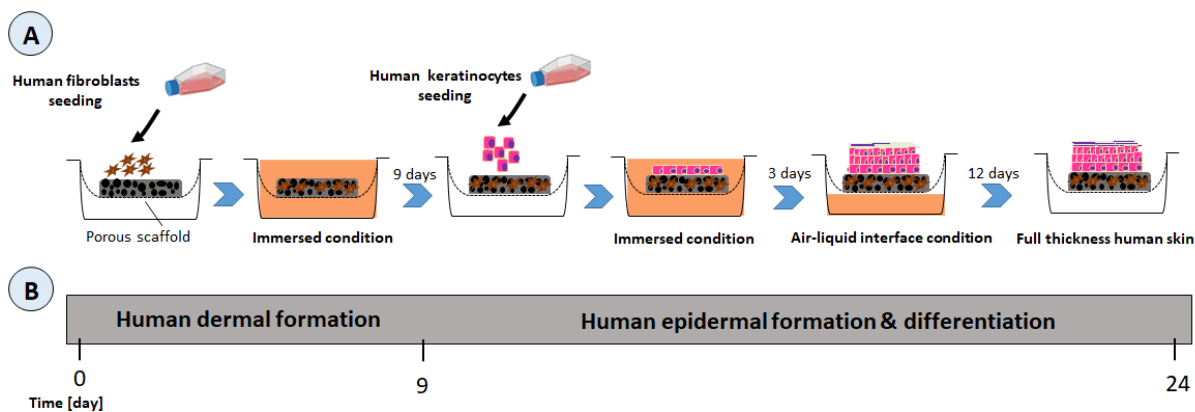 A
Human fibroblasts
seeding
Human keratinocytes
seeding
9 days
3 days
12 days
Porous scaffold
Immersed condition
Immersed condition
Air-liquid interface condition
Full thickness human skin
B
Human dermal formation
Human epidermal formation & differentiation
0
9
24
Time [day]